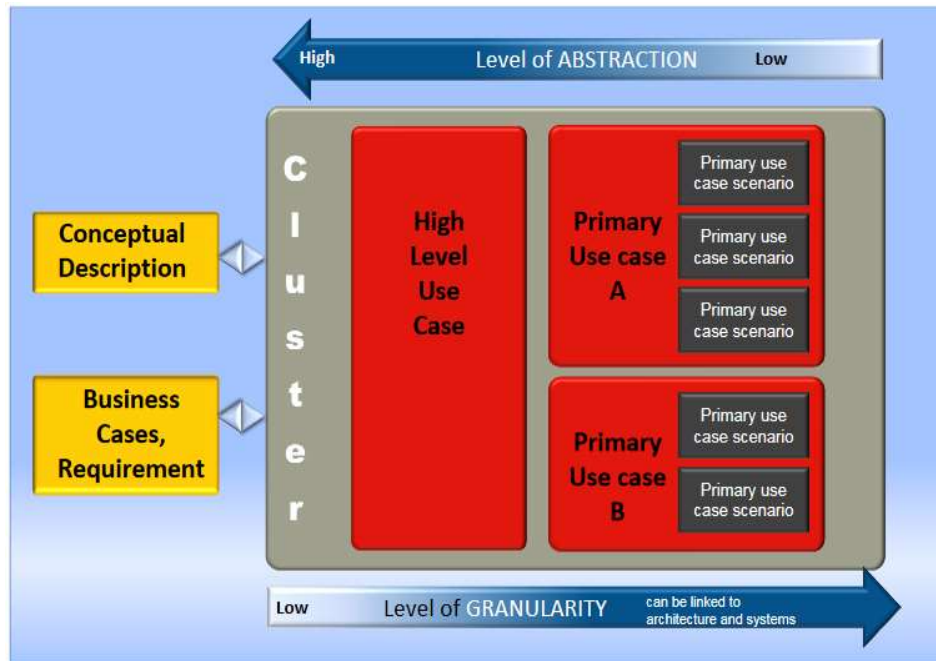 High Level of ABSTRACTION Low
Cluster
Conceptual
Description
Business
Cases,
Requirement
High
Level
Use
Case
Primary
Use case
A
Primary use
case scenario
Primary use
case scenario
Primary use
case scenario
Primary
Use case
B
Primary use
case scenario
Primary use
case scenario
Low Level of GRANULARITY can be linked to
architecture and systems